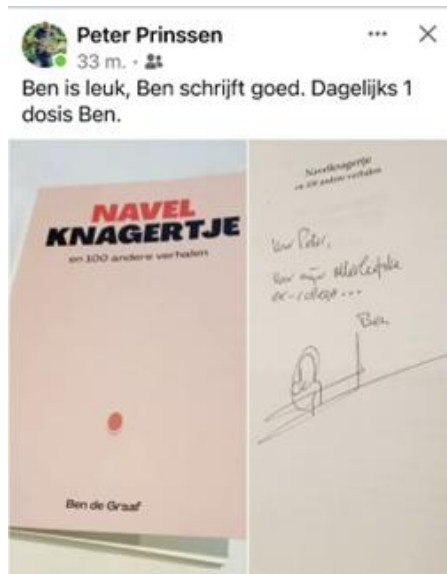 Peter Prinssen
33 m.
Ben is leuk, Ben schrijft goed. Dagelijks 1
dosis Ben.
NAVEL
KNAGERTJE
en 100 andere verhalen
Ben de Graaf
Navelknagertje
en 100 andere verhalen
Voor Peter,
Voor mijn allerliefste
ex-collega...
Ben